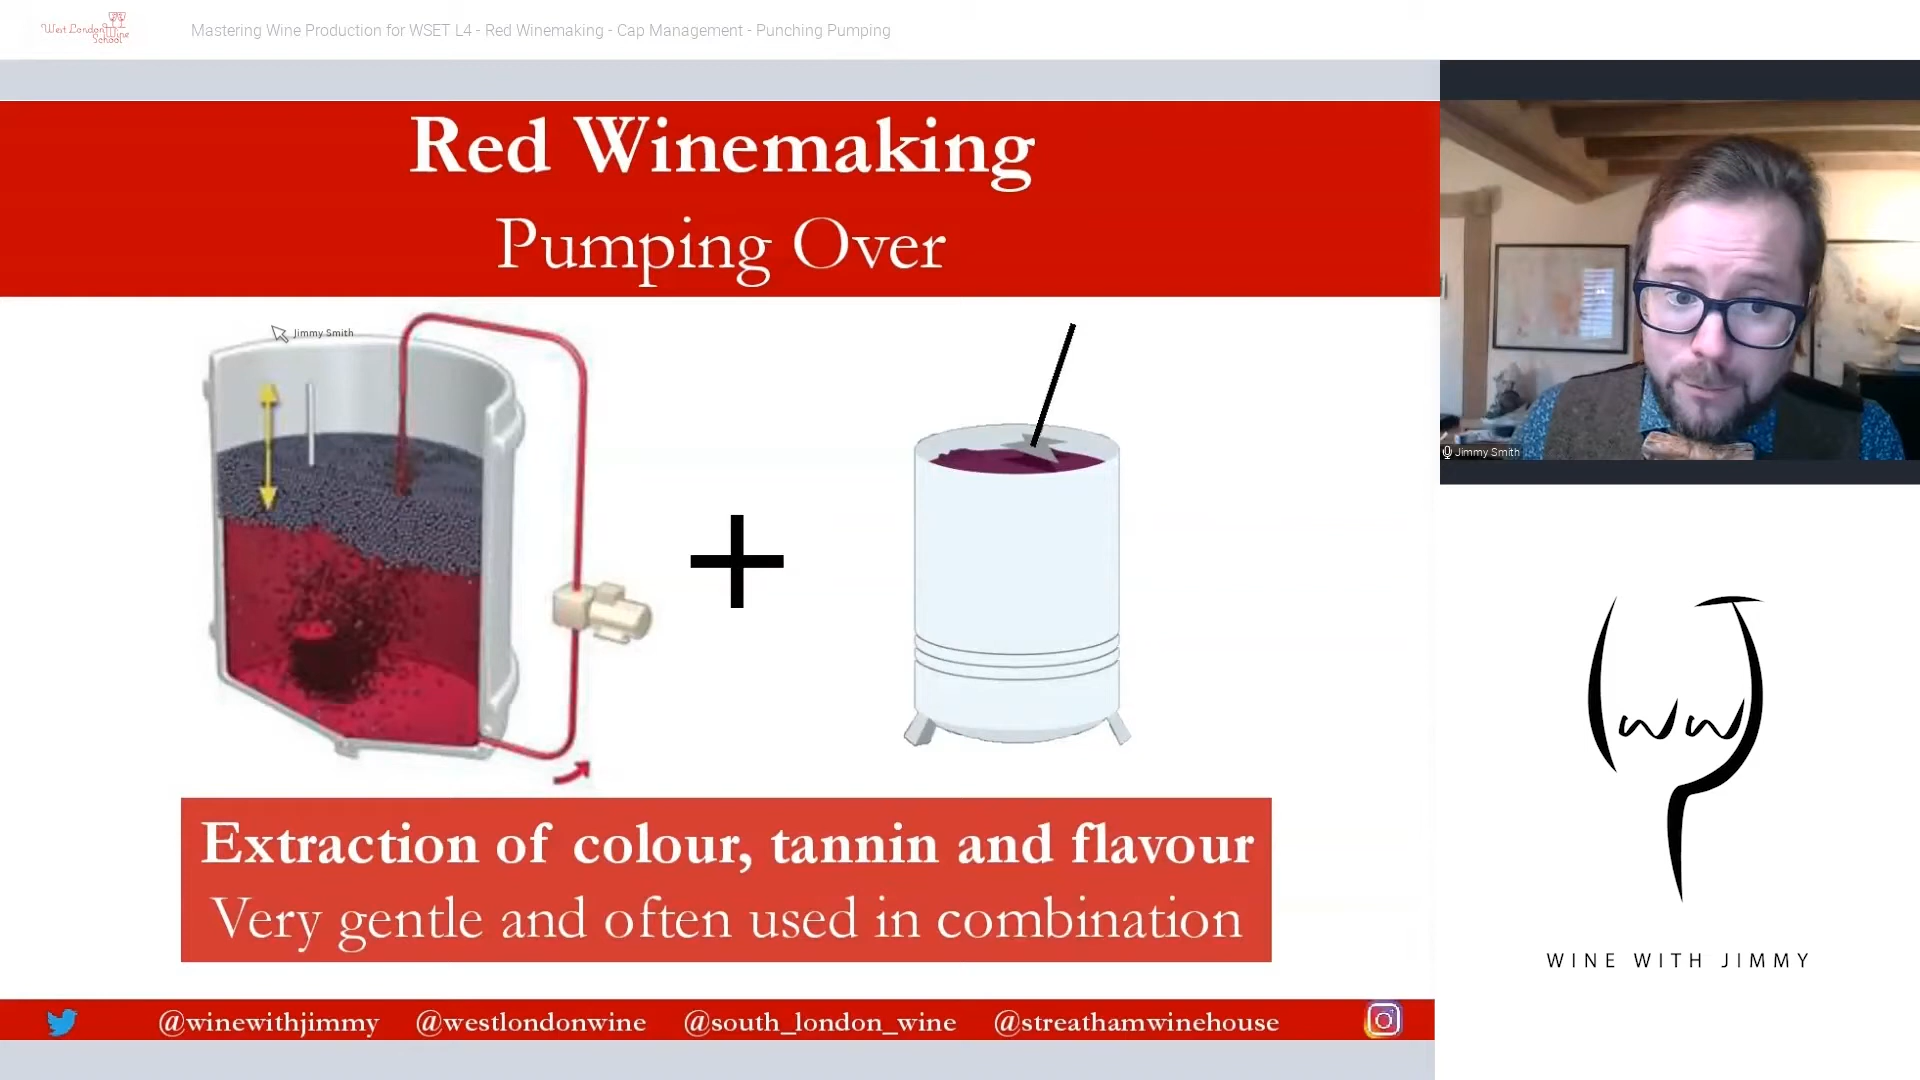 West London Wine
School
Mastering Wine Production for WSET L4 - Red Winemaking - Cap Management - Punching Pumping
Red Winemaking
Pumping Over
Jimmy Smith
Jimmy Smith
Extraction of colour, tannin and flavour
Very gentle and often used in combination
ww
WINE WITH JIMMY
@winewithjimmy @westlondonwine @south_london_wine @streathamwinehouse